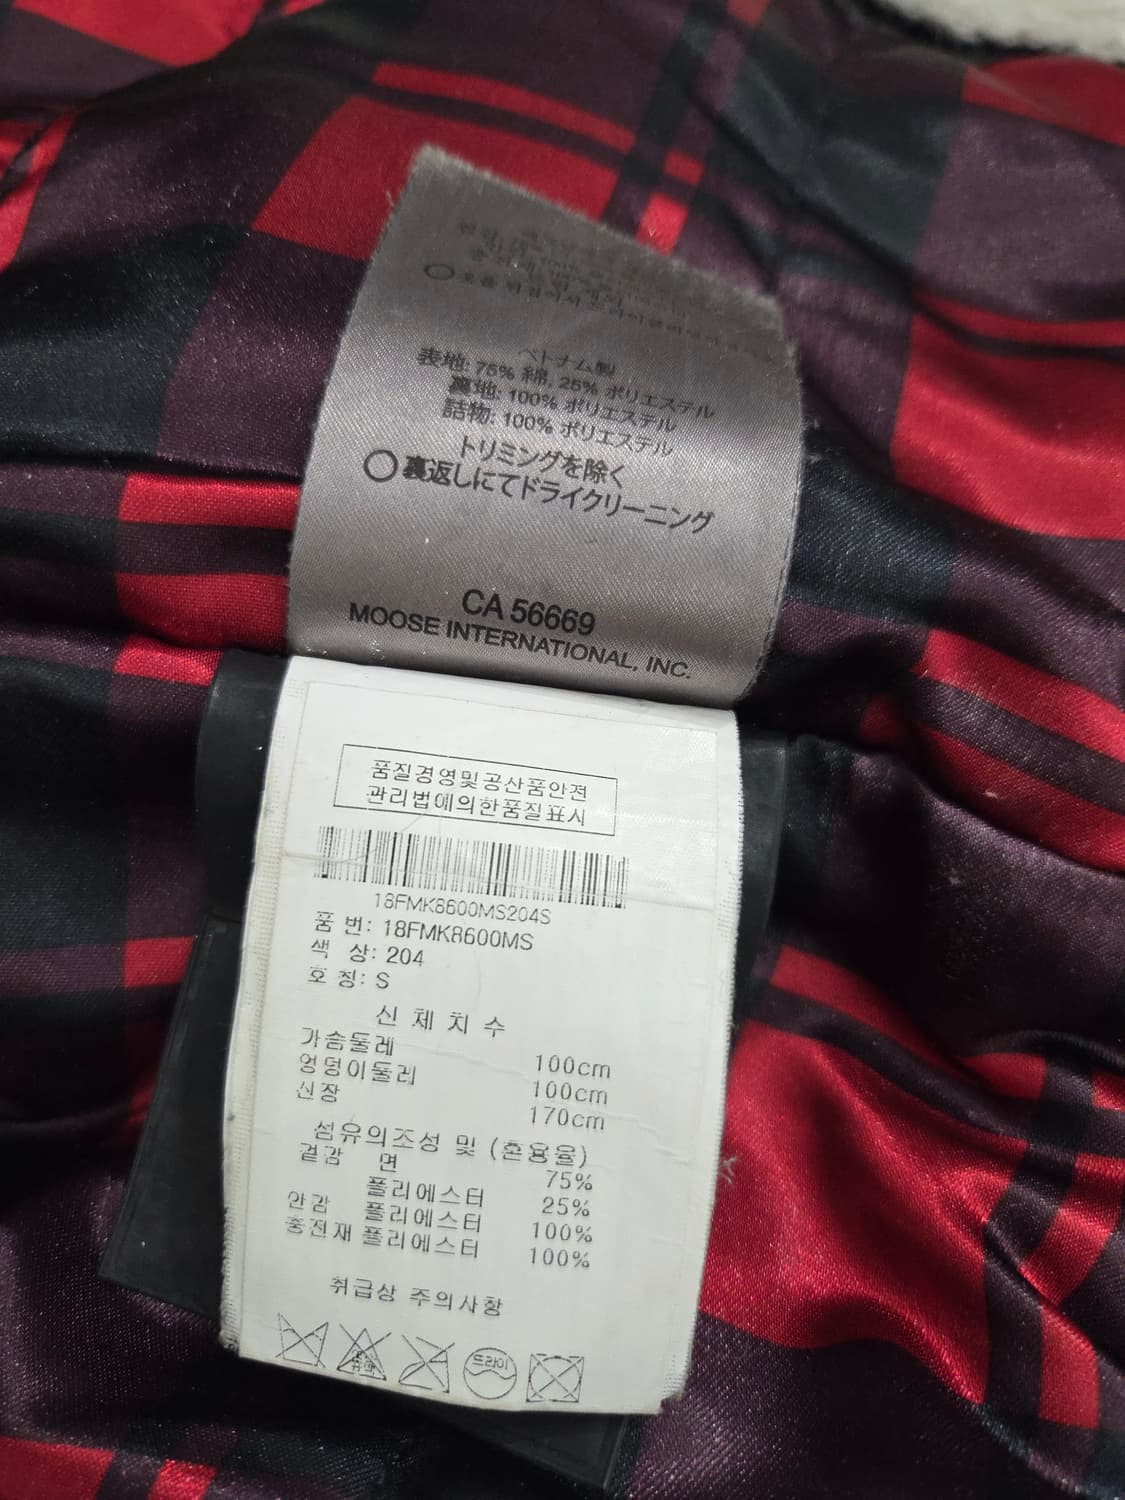 ベトナム製
表地: 75% 綿, 25% ポリエステル
裏地: 100% ポリエステル
詰物: 100% ポリエステル
トリミングを除く
裏返しにてドライクリーニング
CA 56669
MOOSE INTERNATIONAL, INC.
품질경영및공산품안전
관리법에의한품질표시
18FMK8600MS204S
품 번: 18FMK8600MS
색 상: 204
호 칭: S
신 체 치 수
가슴둘레 100cm
엉덩이둘레 100cm
신장 170cm
섬유의조성 및 (혼용율)
겉감 면 75%
폴리에스터 25%
안감 폴리에스터 100%
충전재 폴리에스터 100%
취급상 주의사항